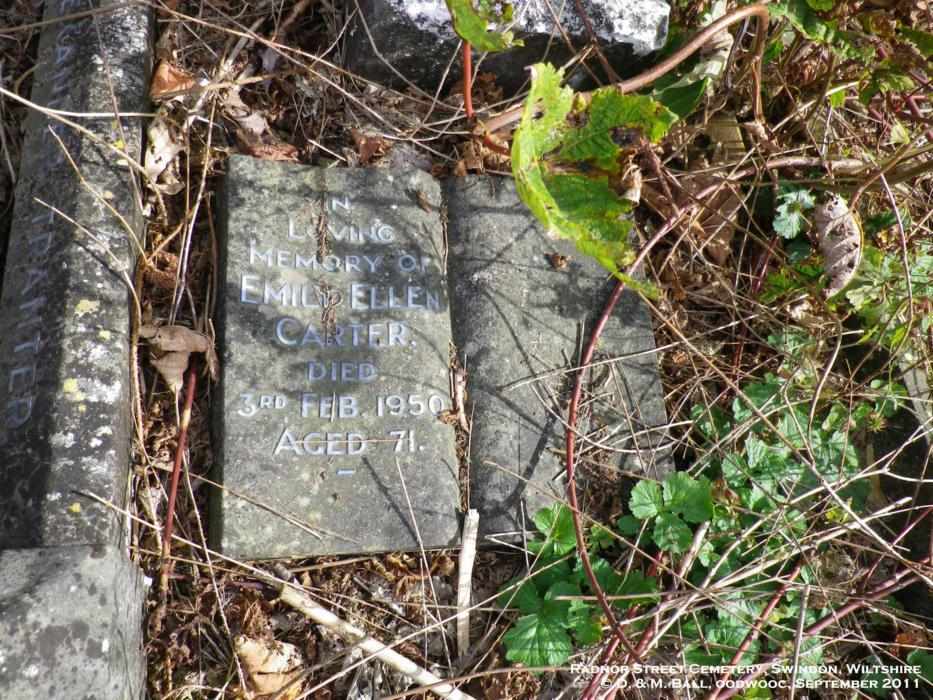 IN
LOVING
MEMORY OF
EMILY ELLEN
CARTER.
DIED
3RD FEB. 1950
AGED 71.
RADNOR STREET CEMETERY, SWINDON, WILTSHIRE
© D. & M. BALL, OODWOOC, SEPTEMBER 2011